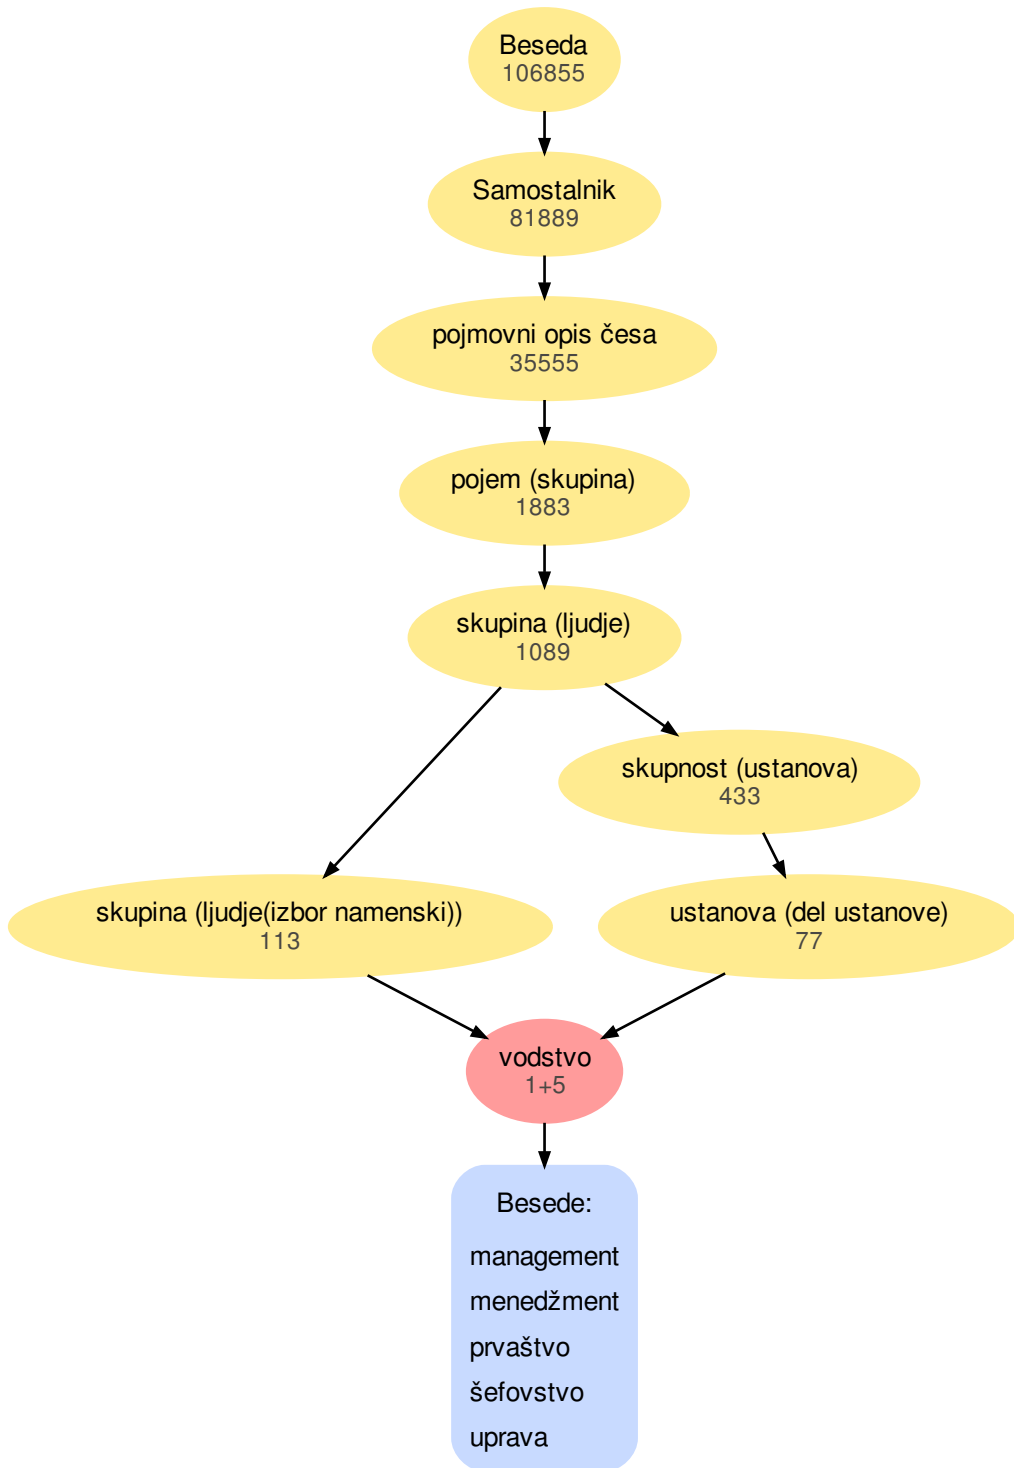 Beseda
106855
Samostalnik
81889
pojmovni opis česa
35555
pojem (skupina)
1883
skupina (ljudje)
1089
skupnost (ustanova)
433
skupina (ljudje(izbor namenski))
113
ustanova (del ustanove)
77
vodstvo
1+5
Besede:
management
menedžment
prvaštvo
šefovstvo
uprava